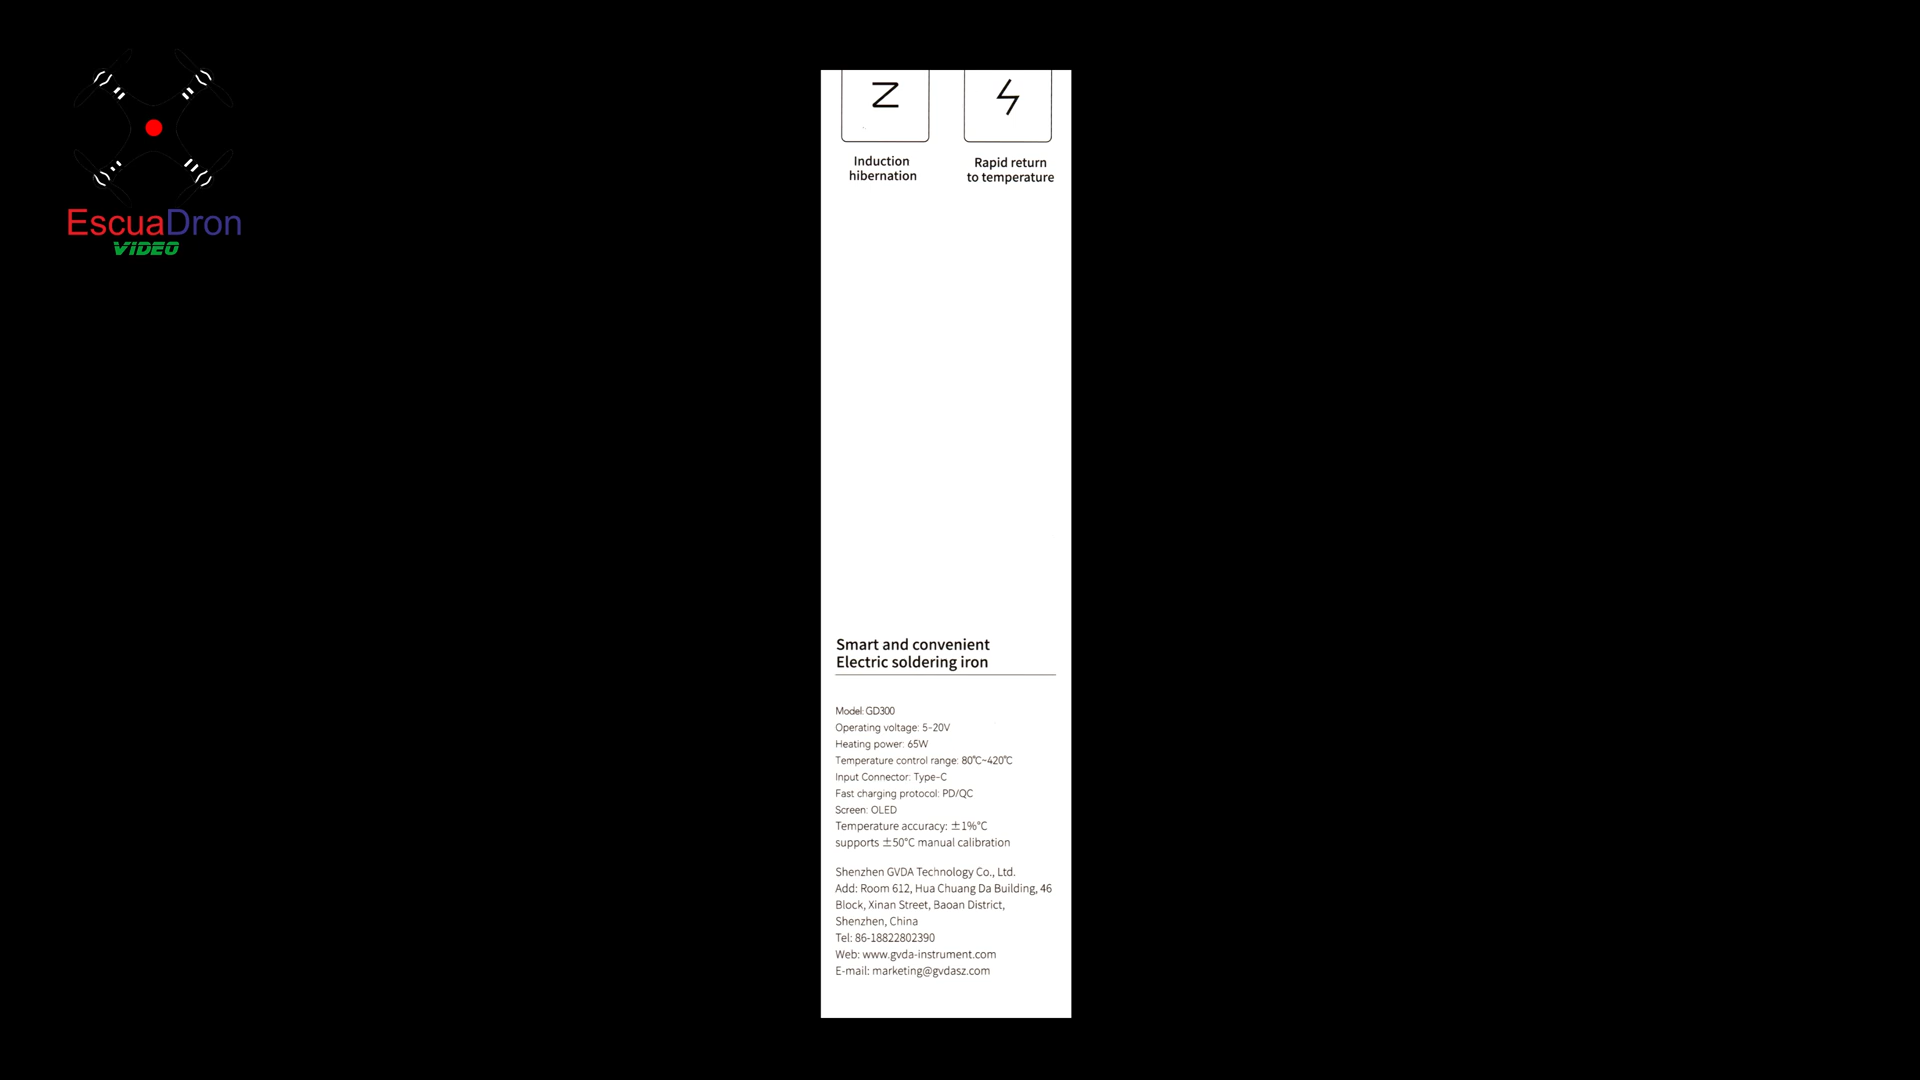 EscuaDron
VIDEO
Induction
hibernation
Rapid return
to temperature
Smart and convenient
Electric soldering iron
Model: GD300
Operating voltage: 5-20V
Heating power: 65W
Temperature control range: 80℃~420℃
Input Connector: Type-C
Fast charging protocol: PD/QC
Screen: OLED
Temperature accuracy: ±1%°C
supports ±50°C manual calibration
Shenzhen GVDA Technology Co., Ltd.
Add: Room 612, Hua Chuang Da Building, 46
Block, Xinan Street, Baoan District,
Shenzhen, China
Tel: 86-18822802390
Web: www.gvda-instrument.com
E-mail: marketing@gvdasz.com